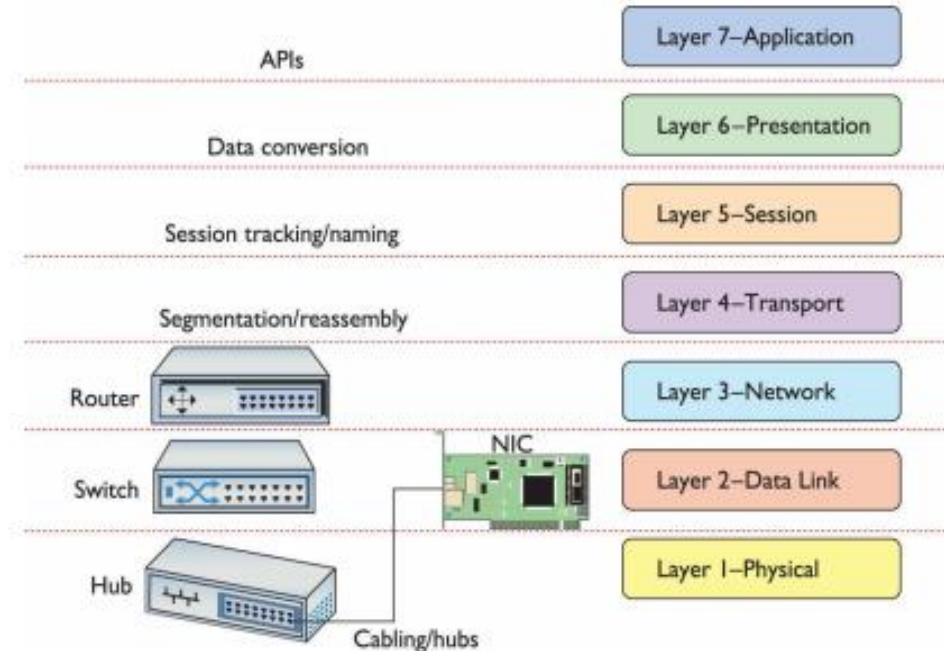 APIs
Layer 7–Application
Data conversion
Layer 6–Presentation
Session tracking/naming
Layer 5–Session
Segmentation/reassembly
Layer 4–Transport
Router
Layer 3–Network
NIC
Switch
Layer 2–Data Link
Hub
Layer 1–Physical
Cabling/hubs